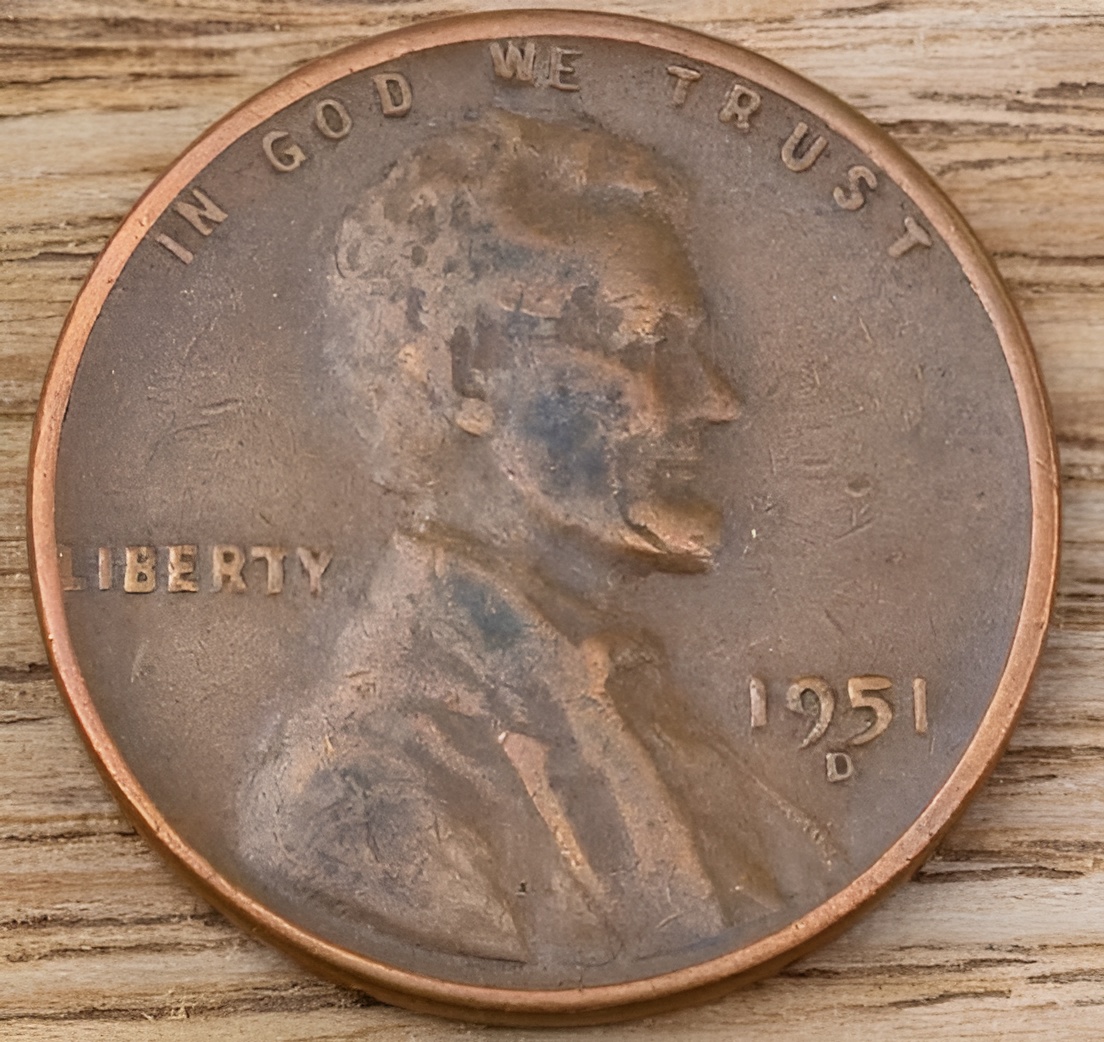 IN GOD WE TRUST
LIBERTY
1951
D